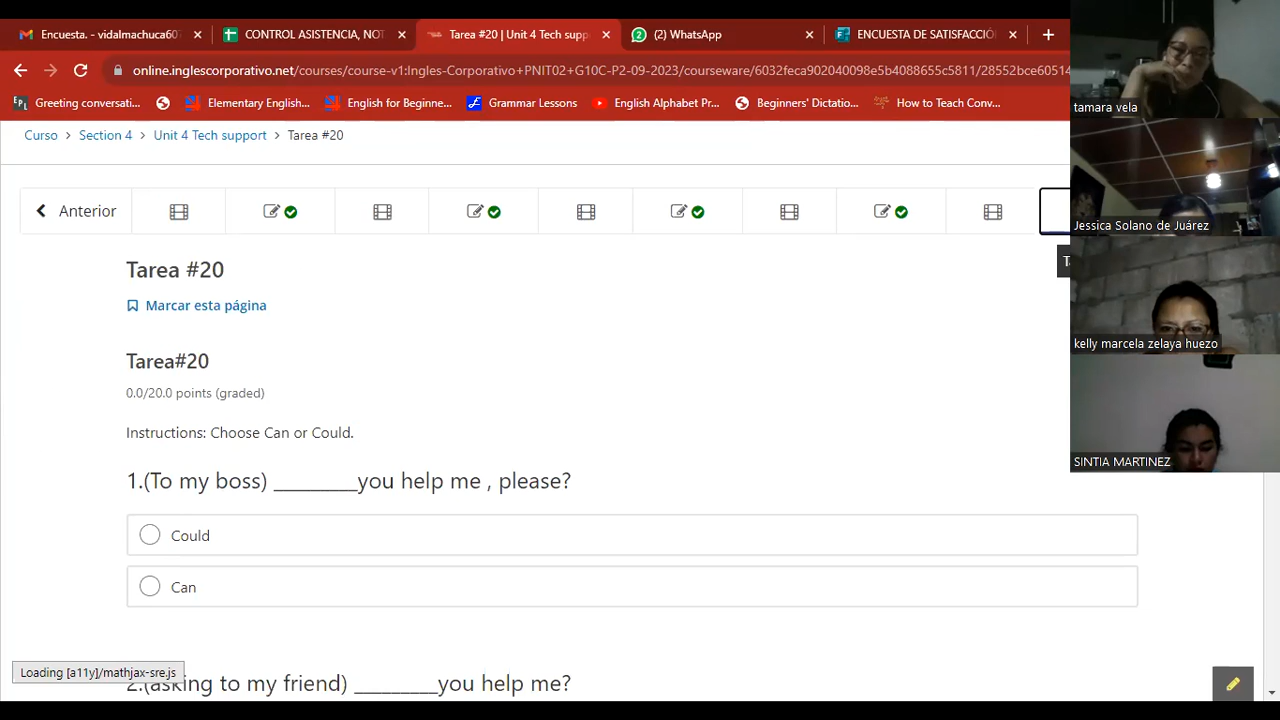 Encuesta. - vidalmachuca607
CONTROL ASISTENCIA, NOT
Tarea #20 | Unit 4 Tech supp
(2) WhatsApp
ENCUESTA DE SATISFACCIÓ
online.inglescorporativo.net/courses/course-v1:Ingles-Corporativo+PNIT02+G10C-P2-09-2023/courseware/6032feca902040098e5b4088655c5811/28552bce60514
Greeting conversati...
Elementary English...
English for Beginne...
Grammar Lessons
English Alphabet Pr...
Beginners' Dictatio...
How to Teach Conv...
Curso > Section 4 > Unit 4 Tech support > Tarea #20
Anterior
Tarea #20
Marcar esta página
Tarea#20
0.0/20.0 points (graded)
Instructions: Choose Can or Could.
1.(To my boss) _________you help me , please?
Could
Can
2.(asking to my friend) _________you help me?
Loading [a11y]/mathjax-sre.js
tamara vela
Jessica Solano de Juárez
kelly marcela zelaya huezo
SINTIA MARTINEZ